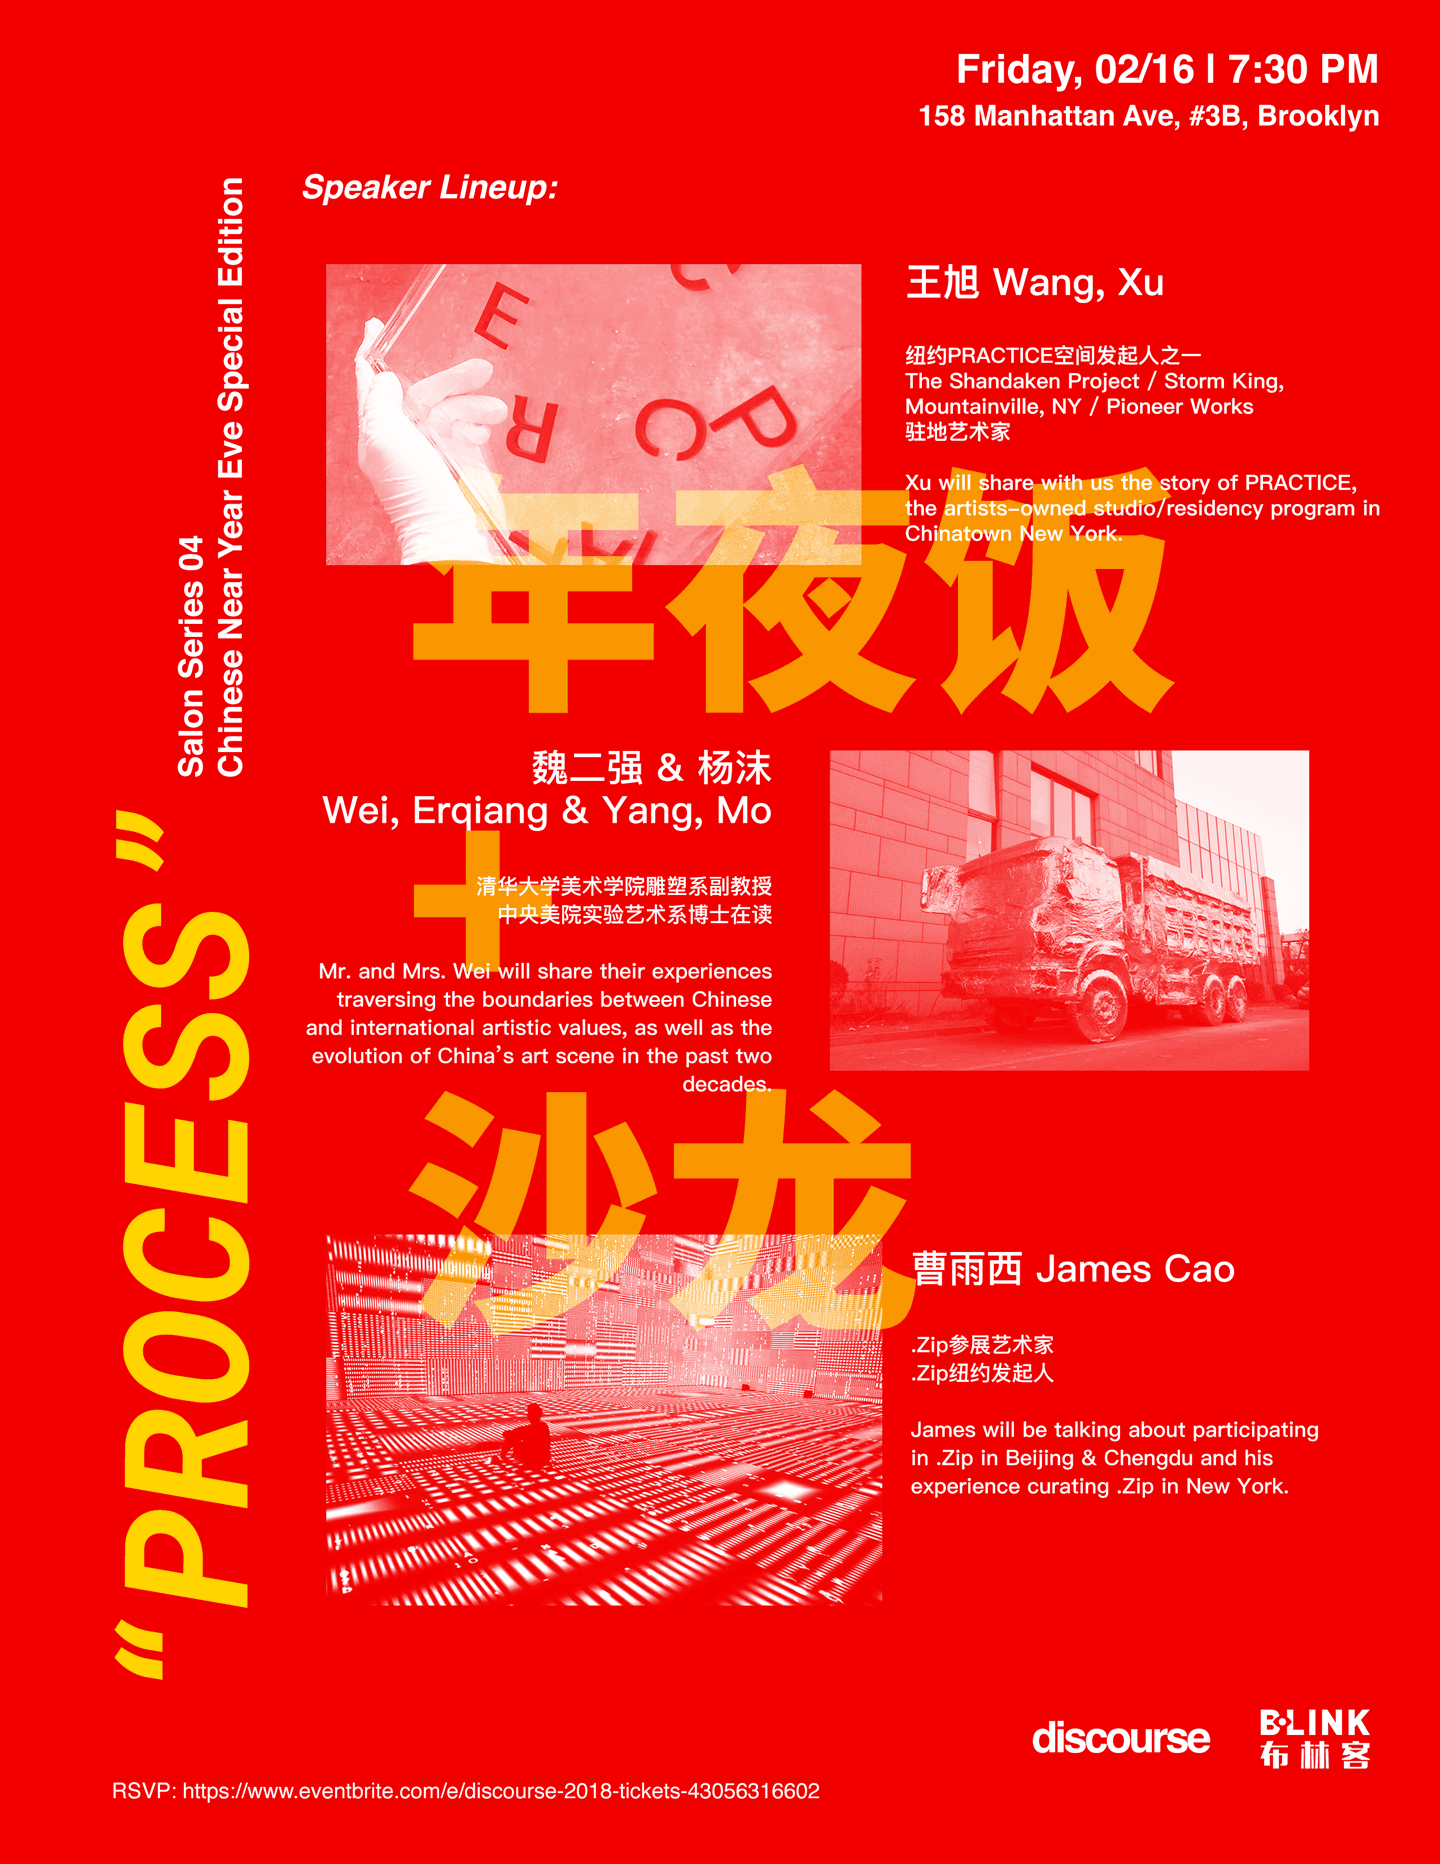 Friday, 02/16 | 7:30 PM
158 Manhattan Ave, #3B, Brooklyn
"PROCESS"
Salon Series 04
Chinese Near Year Eve Special Edition
Speaker Lineup:
E
C
R
C
P
王旭 Wang, Xu
纽约PRACTICE空间发起人之一
The Shandaken Project / Storm King,
Mountainville, NY / Pioneer Works
驻地艺术家
Xu will share with us the story of PRACTICE,
the artists-owned studio/residency program in
Chinatown New York.
年夜饭
+
沙龙
魏二强 & 杨沫
Wei, Erqiang & Yang, Mo
清华大学美术学院雕塑系副教授
中央美院实验艺术系博士在读
Mr. and Mrs. Wei will share their experiences
traversing the boundaries between Chinese
and international artistic values, as well as the
evolution of China's art scene in the past two
decades.
曹雨西 James Cao
.Zip参展艺术家
.Zip纽约发起人
James will be talking about participating
in .Zip in Beijing & Chengdu and his
experience curating .Zip in New York.
discourse
B·LINK
布林客
RSVP: https://www.eventbrite.com/e/discourse-2018-tickets-43056316602